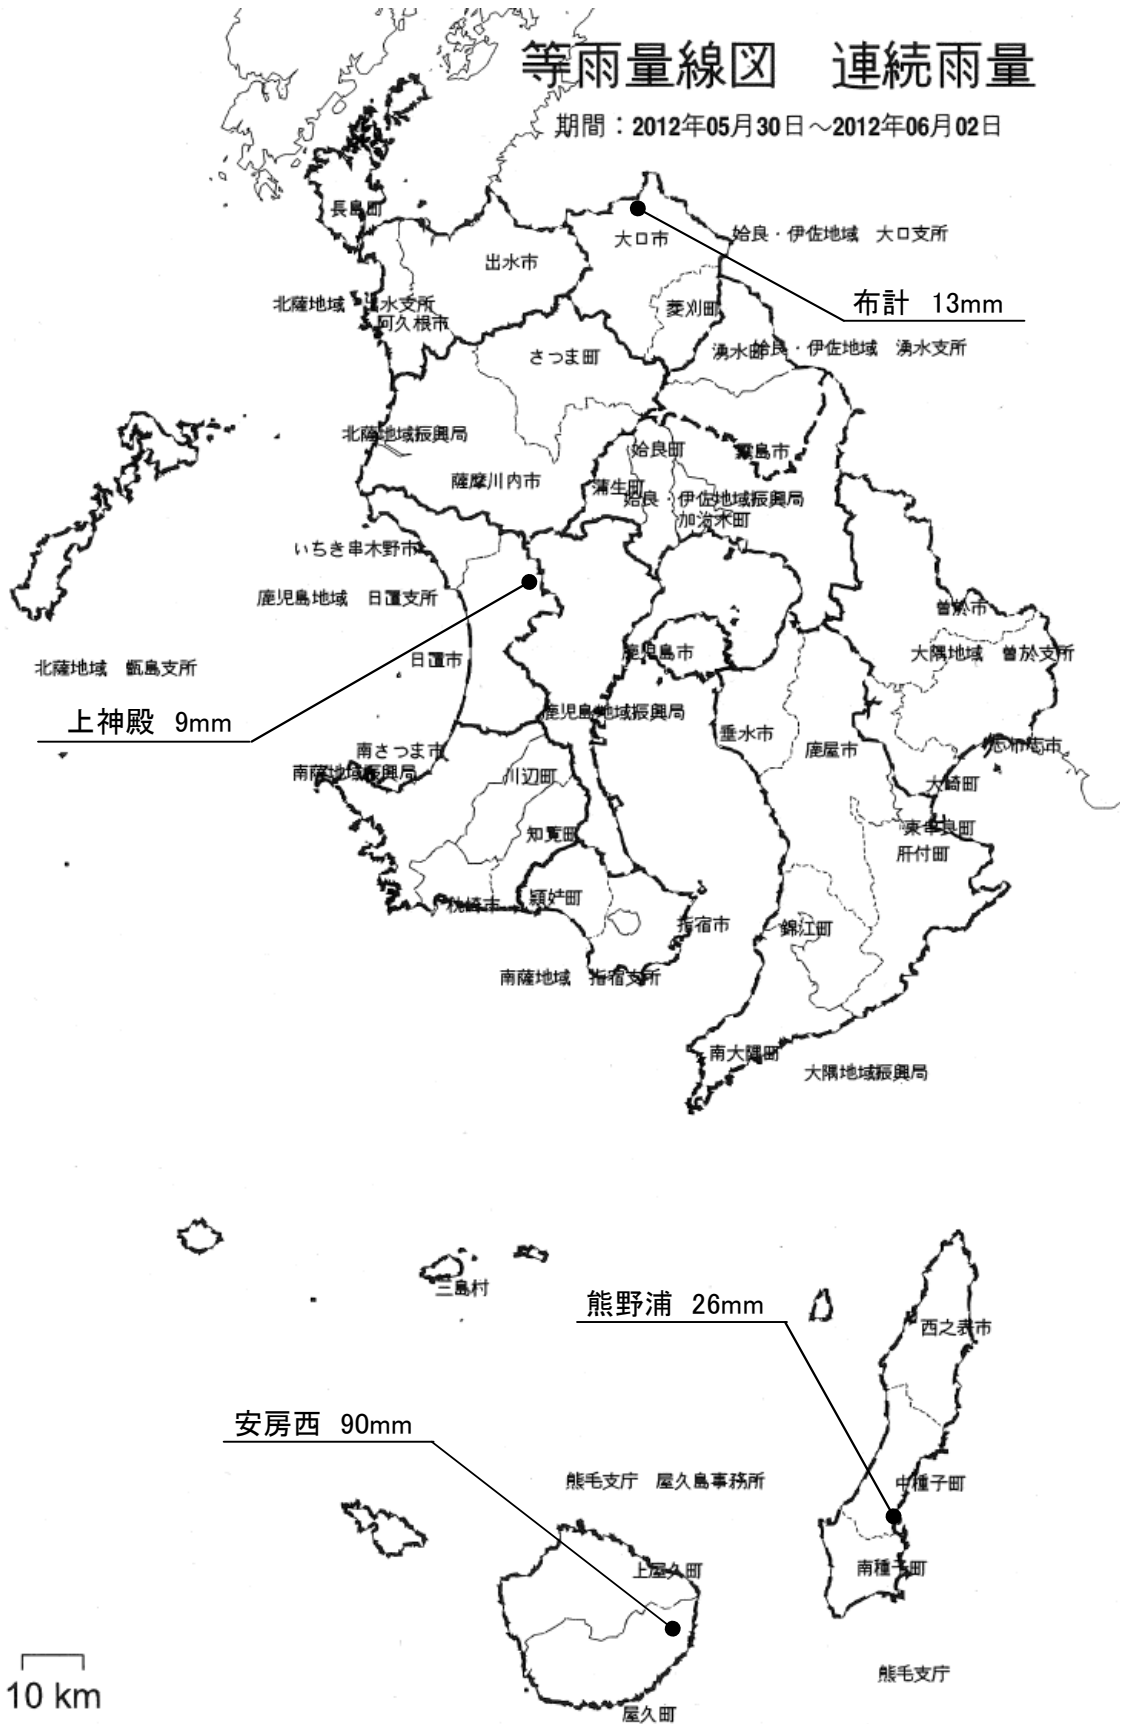 等雨量線図　連続雨量
期間：2012年05月30日～2012年06月02日
長島町
大口市
姶良・伊佐地域　大口支所
出水市
北薩地域　出水支所
布計　13mm
菱刈町
阿久根市
湧水町
姶良・伊佐地域　湧水支所
さつま町
北薩地域振興局
姶良町
霧島市
薩摩川内市
蒲生町
姶良・伊佐地域振興局
加治木町
いちき串木野市
鹿児島地域　日置支所
曽於市
鹿児島市
大隅地域　曽於支所
日置市
北薩地域　甑島支所
上神殿　9mm
鹿児島地域振興局
垂水市
鹿屋市
志布志市
南さつま市
南薩地域振興局
川辺町
大崎町
知覧町
東串良町
肝付町
枕崎市
頴娃町
指宿市
錦江町
南薩地域　指宿支所
南大隅町
大隅地域振興局
三島村
熊野浦　26mm
西之表市
安房西　90mm
熊毛支庁　屋久島事務所
中種子町
上屋久町
南種子町
熊毛支庁
10 km
屋久町